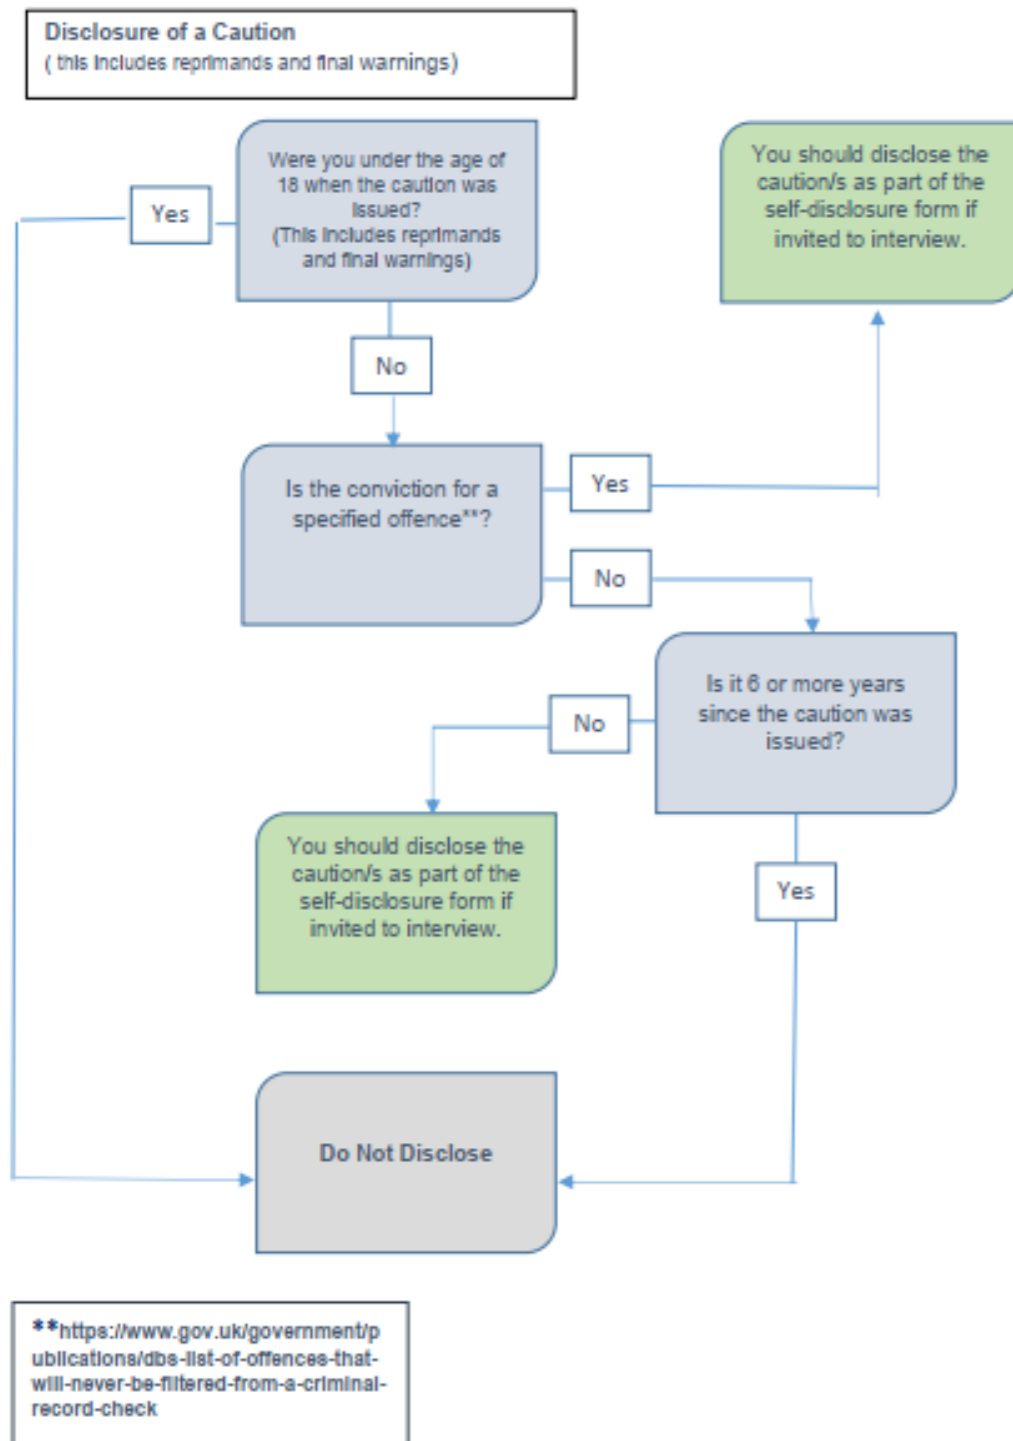 Disclosure of a Caution
( this includes reprimands and final warnings)
Were you under the age of
18 when the caution was
issued?
(This includes reprimands
and final warnings)
Yes
You should disclose the
caution/s as part of the
self-disclosure form if
invited to interview.
No
Is the conviction for a
specified offence**?
Yes
No
Is it 6 or more years
since the caution was
issued?
No
You should disclose the
caution/s as part of the
self-disclosure form if
invited to interview.
Yes
Do Not Disclose
**https://www.gov.uk/government/p
ublications/dbs-list-of-offences-that-
will-never-be-filtered-from-a-criminal-
record-check